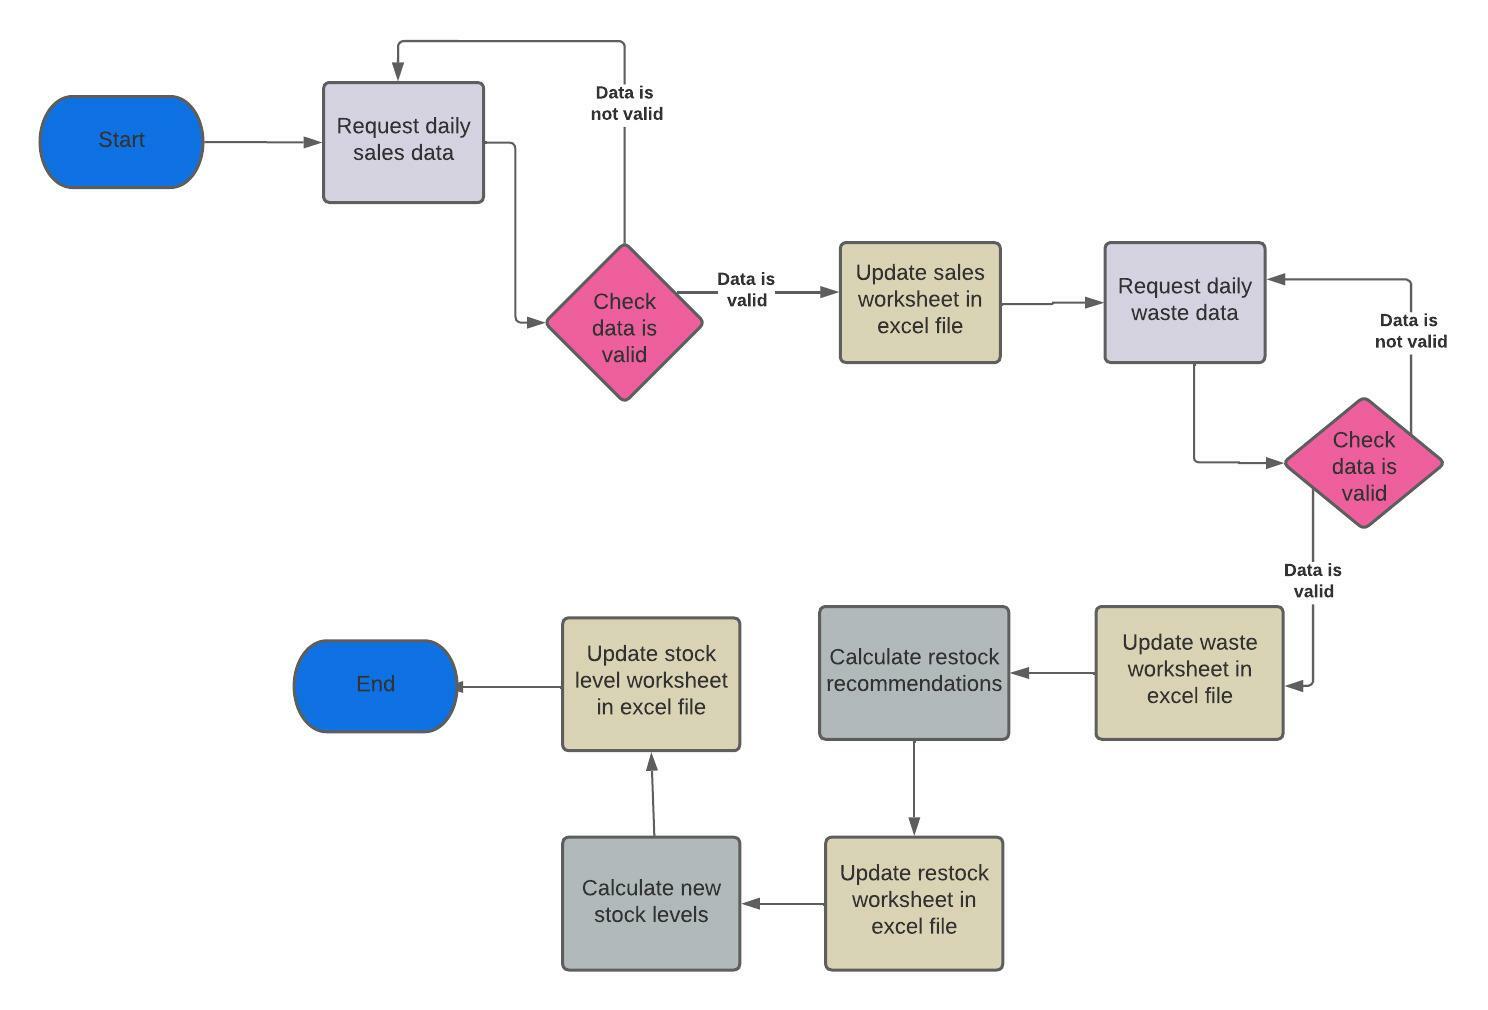 Start
Request daily
sales data
Data is
not valid
Check
data is
valid
Data is
valid
Update sales
worksheet in
excel file
Request daily
waste data
Data is
not valid
Check
data is
valid
Data is
valid
Update waste
worksheet in
excel file
Calculate restock
recommendations
Update restock
worksheet in
excel file
Calculate new
stock levels
Update stock
level worksheet
in excel file
End